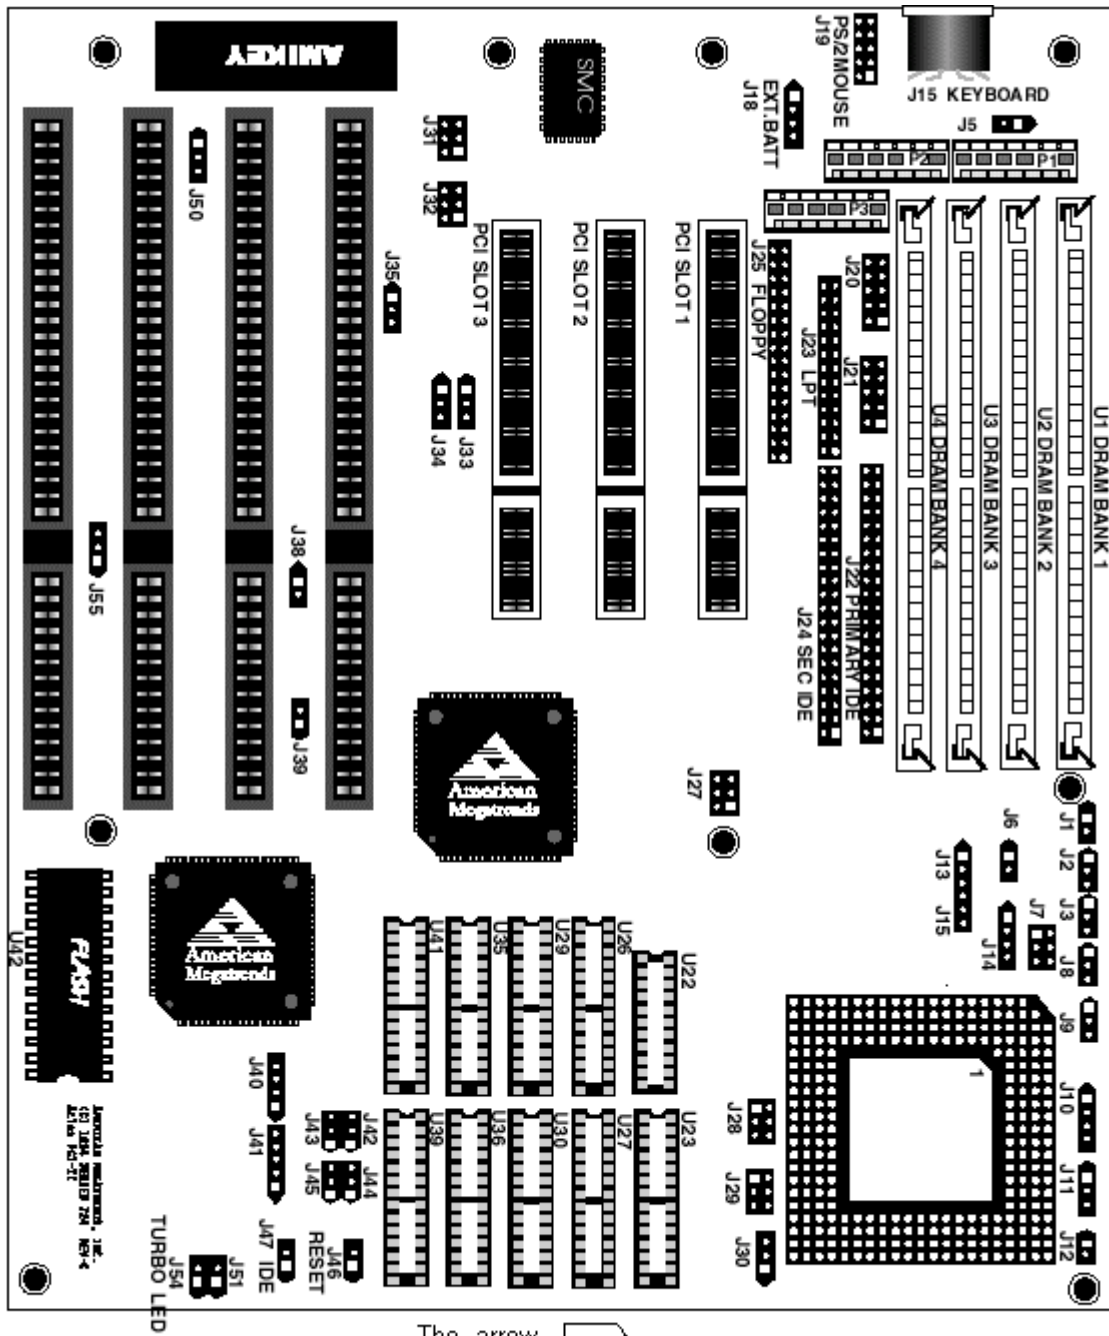 AMIKEY
SMC
J19
PS/2MOUSE
J15 KEYBOARD
J18
EXT.BATT
J5
P2
P1
P3
J31
J32
J50
J35
PCI SLOT 3
PCI SLOT 2
PCI SLOT 1
J25 FLOPPY
J23 LPT
J20
J21
J34
J33
U4 DRAM BANK 4
U3 DRAM BANK 3
U2 DRAM BANK 2
U1 DRAM BANK 1
J24 SEC IDE
J22 PRIMARY IDE
J55
J38
J39
American
Megatrends
J27
J1
J2
J3
J6
J7
J8
J9
J13
J15
J14
U42
FLASH
American
Megatrends
U41
U35
U29
U26
U22
1
J10
J11
J12
J28
J29
J30
J40
J41
J43
J42
J45
J44
U39
U36
U30
U27
U23
J47 IDE
RESET
J46
TURBO LED
J54
J51
The arrow